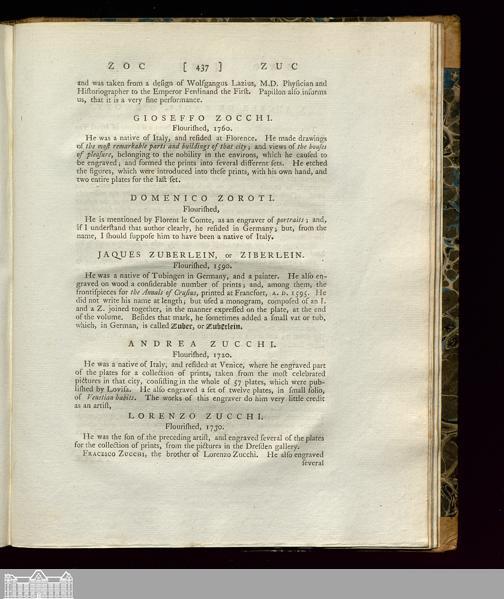 ZOC [ 437 ] ZUC
and was taken from a deſign of Wolfgangus Lazius, M.D. Phyſician and
Hiſtoriographer to the Emperor Ferdinand the Firſt. Papillon alſo informs
us, that it is a very fine performance.
GIOSEFFO ZOCCHI.
Flouriſhed, 1760.
He was a native of Italy, and reſided at Florence. He made drawings
of the moſt remarkable parts and buildings of that city; and views of the houſes
of pleaſure, belonging to the nobility in the environs, which he cauſed to
be engraved; and formed the prints into ſeveral different ſets. He etched
the figures, which were introduced into theſe prints, with his own hand, and
two entire plates for the laſt ſet.
DOMENICO ZOROTI.
Flouriſhed,
He is mentioned by Florent le Comte, as an engraver of portraits; and,
if I underſtand that author clearly, he reſided in Germany; but, from the
name, I ſhould ſuppoſe him to have been a native of Italy.
JAQUES ZUBERLEIN, or ZIBERLEIN.
Flouriſhed, 1590.
He was a native of Tubingen in Germany, and a painter. He alſo en-
graved on wood a conſiderable number of prints; and, among them, the
frontiſpieces for the Annals of Cruſius, printed at Francfort, A. D. 1595. He
did not write his name at length; but uſed a monogram, compoſed of an I.
and a Z. joined together, in the manner expreſſed on the plate, at the end
of the volume. Beſides that mark, he ſometimes added a ſmall vat or tub,
which, in German, is called Zuber, or Zuberlein.
ANDREA ZUCCHI.
Flouriſhed, 1720.
He was a native of Italy, and reſided at Venice, where he engraved part
of the plates for a collection of prints, taken from the moſt celebrated
pictures in that city, conſiſting in the whole of 57 plates, which were pub-
liſhed by Loviſa. He alſo engraved a ſet of twelve plates, in ſmall folio,
of Venetian habits. The works of this engraver do him very little credit
as an artiſt,
LORENZO ZUCCHI.
Flouriſhed, 1750.
He was the ſon of the preceding artiſt, and engraved ſeveral of the plates
for the collection of prints, from the pictures in the Dreſden gallery.
FRACZICO ZUCCHI, the brother of Lorenzo Zucchi. He alſo engraved
ſeveral